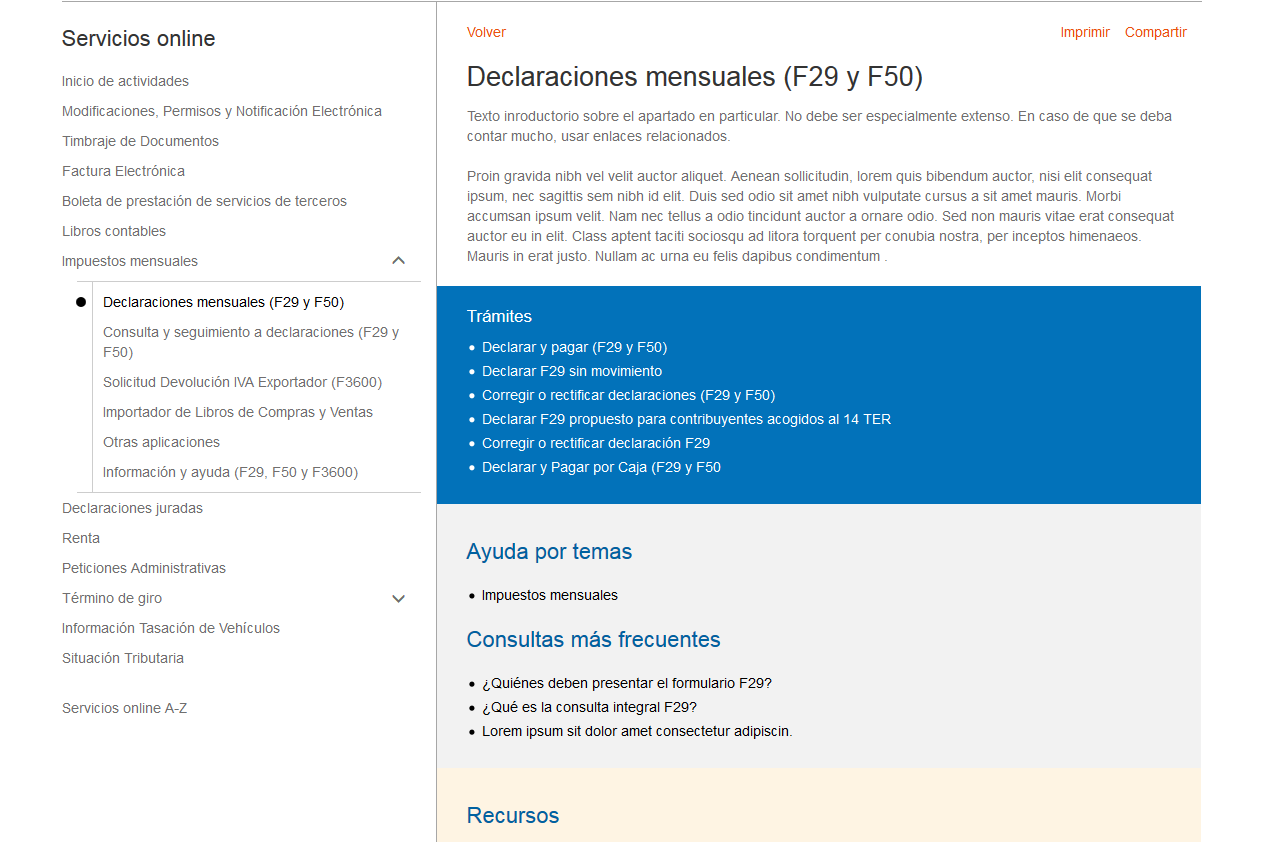 Servicios online
Inicio de actividades
Modificaciones, Permisos y Notificación Electrónica
Timbraje de Documentos
Factura Electrónica
Boleta de prestación de servicios de terceros
Libros contables
Impuestos mensuales
Declaraciones mensuales (F29 y F50)
Consulta y seguimiento a declaraciones (F29 y
F50)
Solicitud Devolución IVA Exportador (F3600)
Importador de Libros de Compras y Ventas
Otras aplicaciones
Información y ayuda (F29, F50 y F3600)
Declaraciones juradas
Renta
Peticiones Administrativas
Término de giro
Información Tasación de Vehículos
Situación Tributaria
Servicios online A-Z
Volver
Imprimir Compartir
Declaraciones mensuales (F29 y F50)
Texto inroductorio sobre el apartado en particular. No debe ser especialmente extenso. En caso de que se deba
contar mucho, usar enlaces relacionados.
Proin gravida nibh vel velit auctor aliquet. Aenean sollicitudin, lorem quis bibendum auctor, nisi elit consequat
ipsum, nec sagittis sem nibh id elit. Duis sed odio sit amet nibh vulputate cursus a sit amet mauris. Morbi
accumsan ipsum velit. Nam nec tellus a odio tincidunt auctor a ornare odio. Sed non mauris vitae erat consequat
auctor eu in elit. Class aptent taciti sociosqu ad litora torquent per conubia nostra, per inceptos himenaeos.
Mauris in erat justo. Nullam ac urna eu felis dapibus condimentum .
Trámites
• Declarar y pagar (F29 y F50)
• Declarar F29 sin movimiento
• Corregir o rectificar declaraciones (F29 y F50)
• Declarar F29 propuesto para contribuyentes acogidos al 14 TER
• Corregir o rectificar declaración F29
• Declarar y Pagar por Caja (F29 y F50
Ayuda por temas
• Impuestos mensuales
Consultas más frecuentes
• ¿Quiénes deben presentar el formulario F29?
• ¿Qué es la consulta integral F29?
• Lorem ipsum sit dolor amet consectetur adipiscin.
Recursos